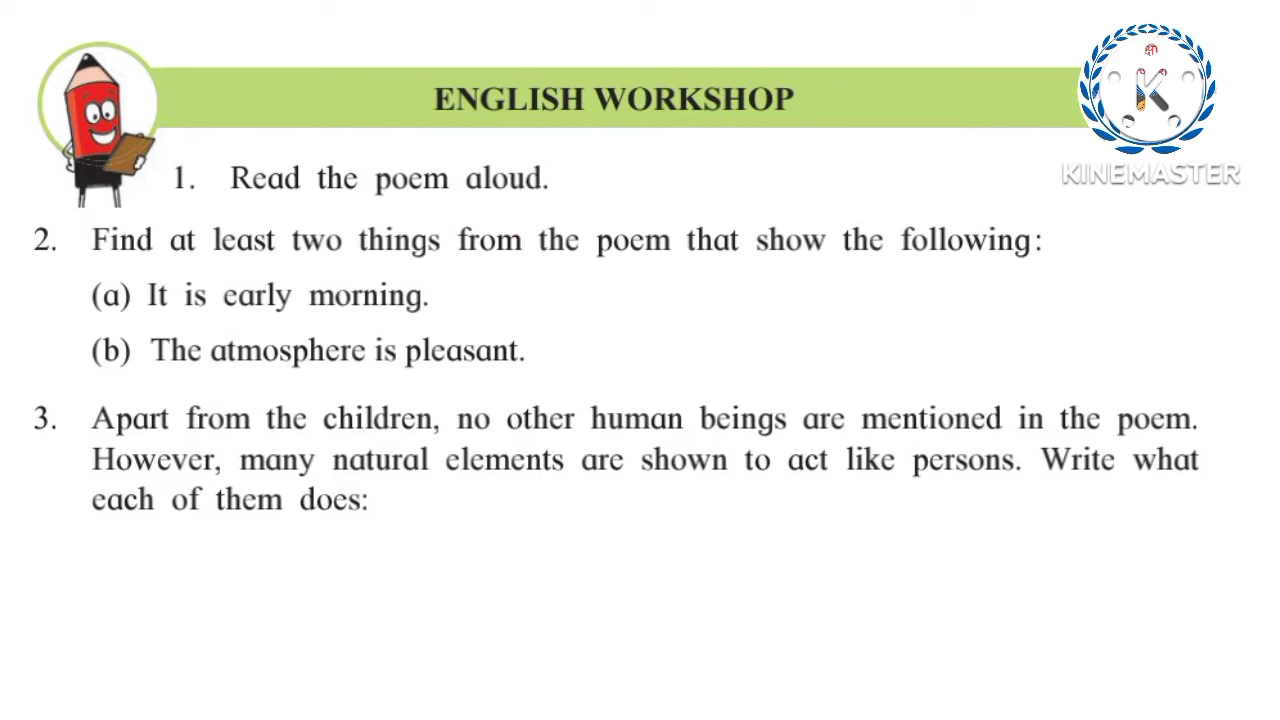 ENGLISH WORKSHOP
K
KINEMASTER
1. Read the poem aloud.
2. Find at least two things from the poem that show the following:
(a) It is early morning.
(b) The atmosphere is pleasant.
3. Apart from the children, no other human beings are mentioned in the poem.
However, many natural elements are shown to act like persons. Write what
each of them does: